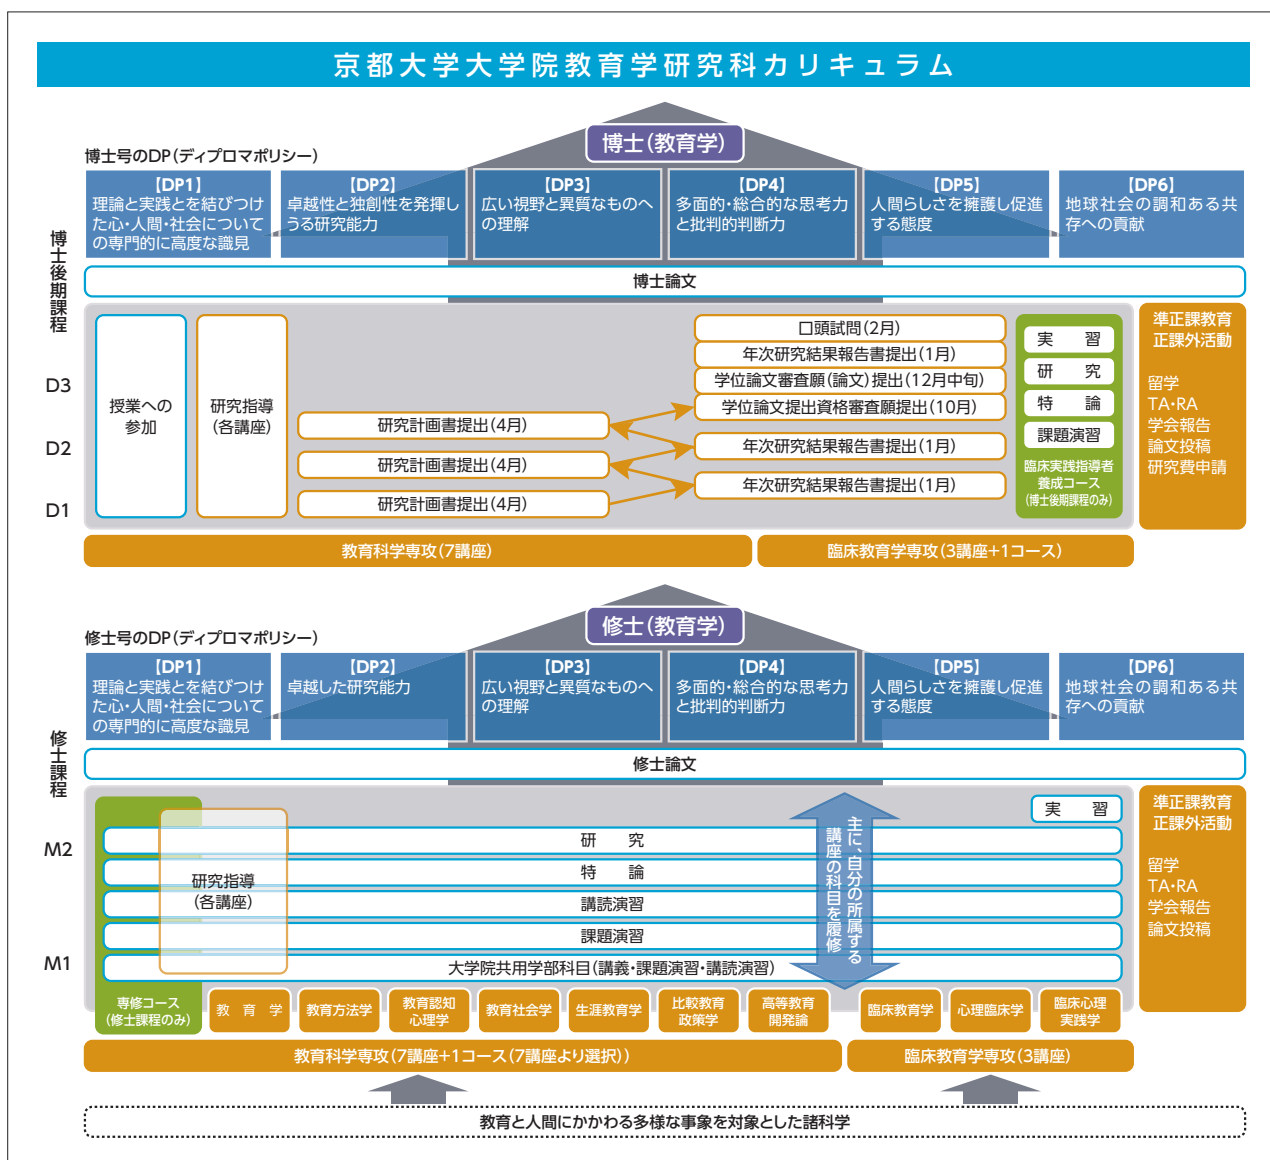 京都大学大学院教育学研究科カリキュラム
博士(教育学)
博士号のDP(ディプロマポリシー)
【DP1】
理論と実践とを結びつけ
た心・人間・社会について
の専門的に高度な識見
【DP2】
卓越性と独創性を発揮し
うる研究能力
【DP3】
広い視野と異質なものへ
の理解
【DP4】
多面的・総合的な思考力
と批判的判断力
【DP5】
人間らしさを擁護し促進
する態度
【DP6】
地球社会の調和ある共
存への貢献
博士後期課程
博士論文
D3
D2
D1
授業への
参加
研究指導
(各講座)
研究計画書提出(4月)
研究計画書提出(4月)
研究計画書提出(4月)
口頭試問(2月)
年次研究結果報告書提出(1月)
学位論文審査願(論文)提出(12月中旬)
学位論文提出資格審査願提出(10月)
年次研究結果報告書提出(1月)
年次研究結果報告書提出(1月)
実 習
研 究
特 論
課題演習
臨床実践指導者
養成コース
(博士後期課程のみ)
準正課教育
正課外活動
留学
TA・RA
学会報告
論文投稿
研究費申請
教育科学専攻(7講座)
臨床教育学専攻(3講座+1コース)
修士(教育学)
修士号のDP(ディプロマポリシー)
【DP1】
理論と実践とを結びつけ
た心・人間・社会について
の専門的に高度な識見
【DP2】
卓越した研究能力
【DP3】
広い視野と異質なものへ
の理解
【DP4】
多面的・総合的な思考力
と批判的判断力
【DP5】
人間らしさを擁護し促進
する態度
【DP6】
地球社会の調和ある共
存への貢献
修士課程
修士論文
M2
M1
実 習
研 究
特 論
講読演習
課題演習
大学院共用学部科目(講義・課題演習・講読演習)
研究指導
(各講座)
主に、自分の所属する
講座の科目を履修
準正課教育
正課外活動
留学
TA・RA
学会報告
論文投稿
専修コース
(修士課程のみ)
教 育 学
教育方法学
教育認知
心理学
教育社会学
生涯教育学
比較教育
政策学
高等教育
開発論
臨床教育学
心理臨床学
臨床心理
実践学
教育科学専攻(7講座+1コース(7講座より選択))
臨床教育学専攻(3講座)
教育と人間にかかわる多様な事象を対象とした諸科学